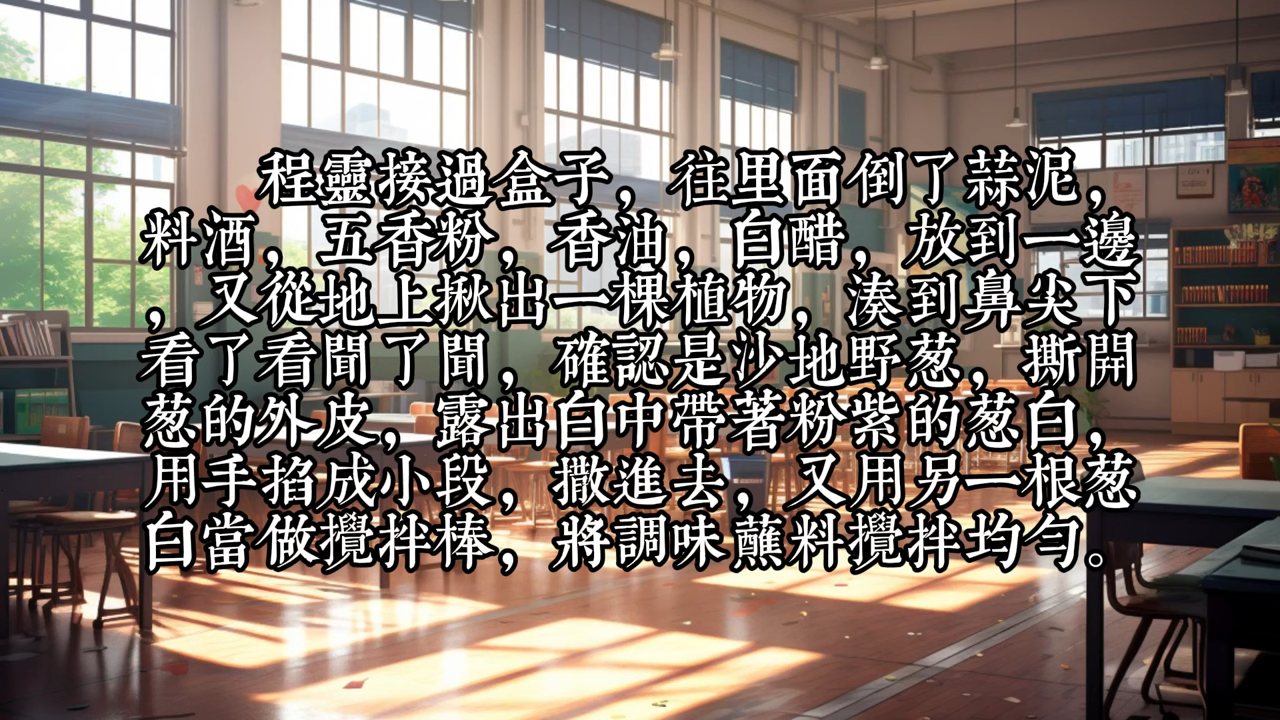 程靈接過盒子，往里面倒了蒜泥，
料酒，五香粉，香油，白醋，放到一邊
，又從地上揪出一棵植物，湊到鼻尖下
看了看聞了聞，確認是沙地野葱，撕開
葱的外皮，露出白中帶著粉紫的葱白，
用手掐成小段，撒進去，又用另一根葱
白當做攪拌棒，將調味蘸料攪拌均勻。